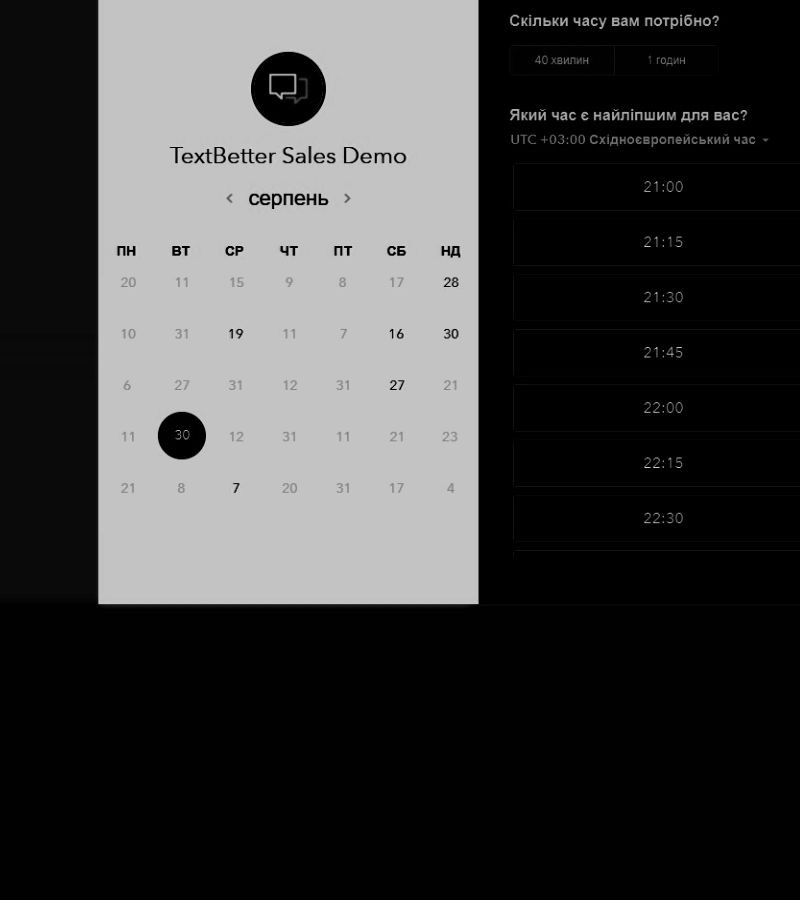 TextBetter Sales Demo
серпень
ПН ВТ СР ЧТ ПТ СБ НД
20 11 15 9 8 17 28
10 31 19 11 7 16 30
6 27 31 12 31 27 21
11 30 12 31 11 21 23
21 8 7 20 31 17 4
Скільки часу вам потрібно?
40 хвилин 1 годин
Який час є найліпшим для вас?
UTC +03:00 Східноєвропейський час
21:00
21:15
21:30
21:45
22:00
22:15
22:30